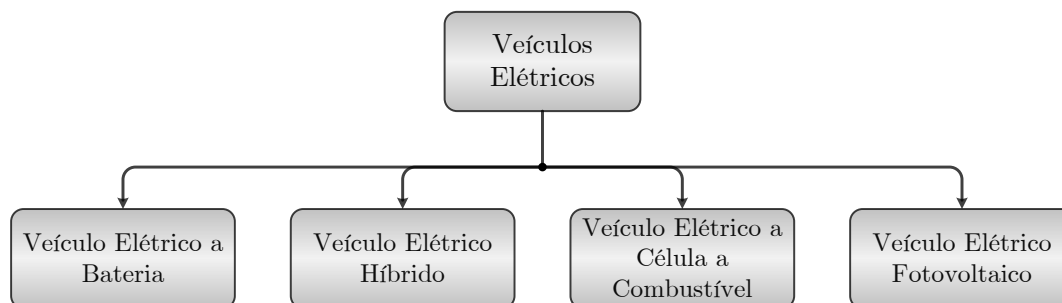 Veículos
Elétricos
Veículo Elétrico a
Bateria
Veículo Elétrico
Híbrido
Veículo Elétrico a
Célula a
Combustível
Veículo Elétrico
Fotovoltaico